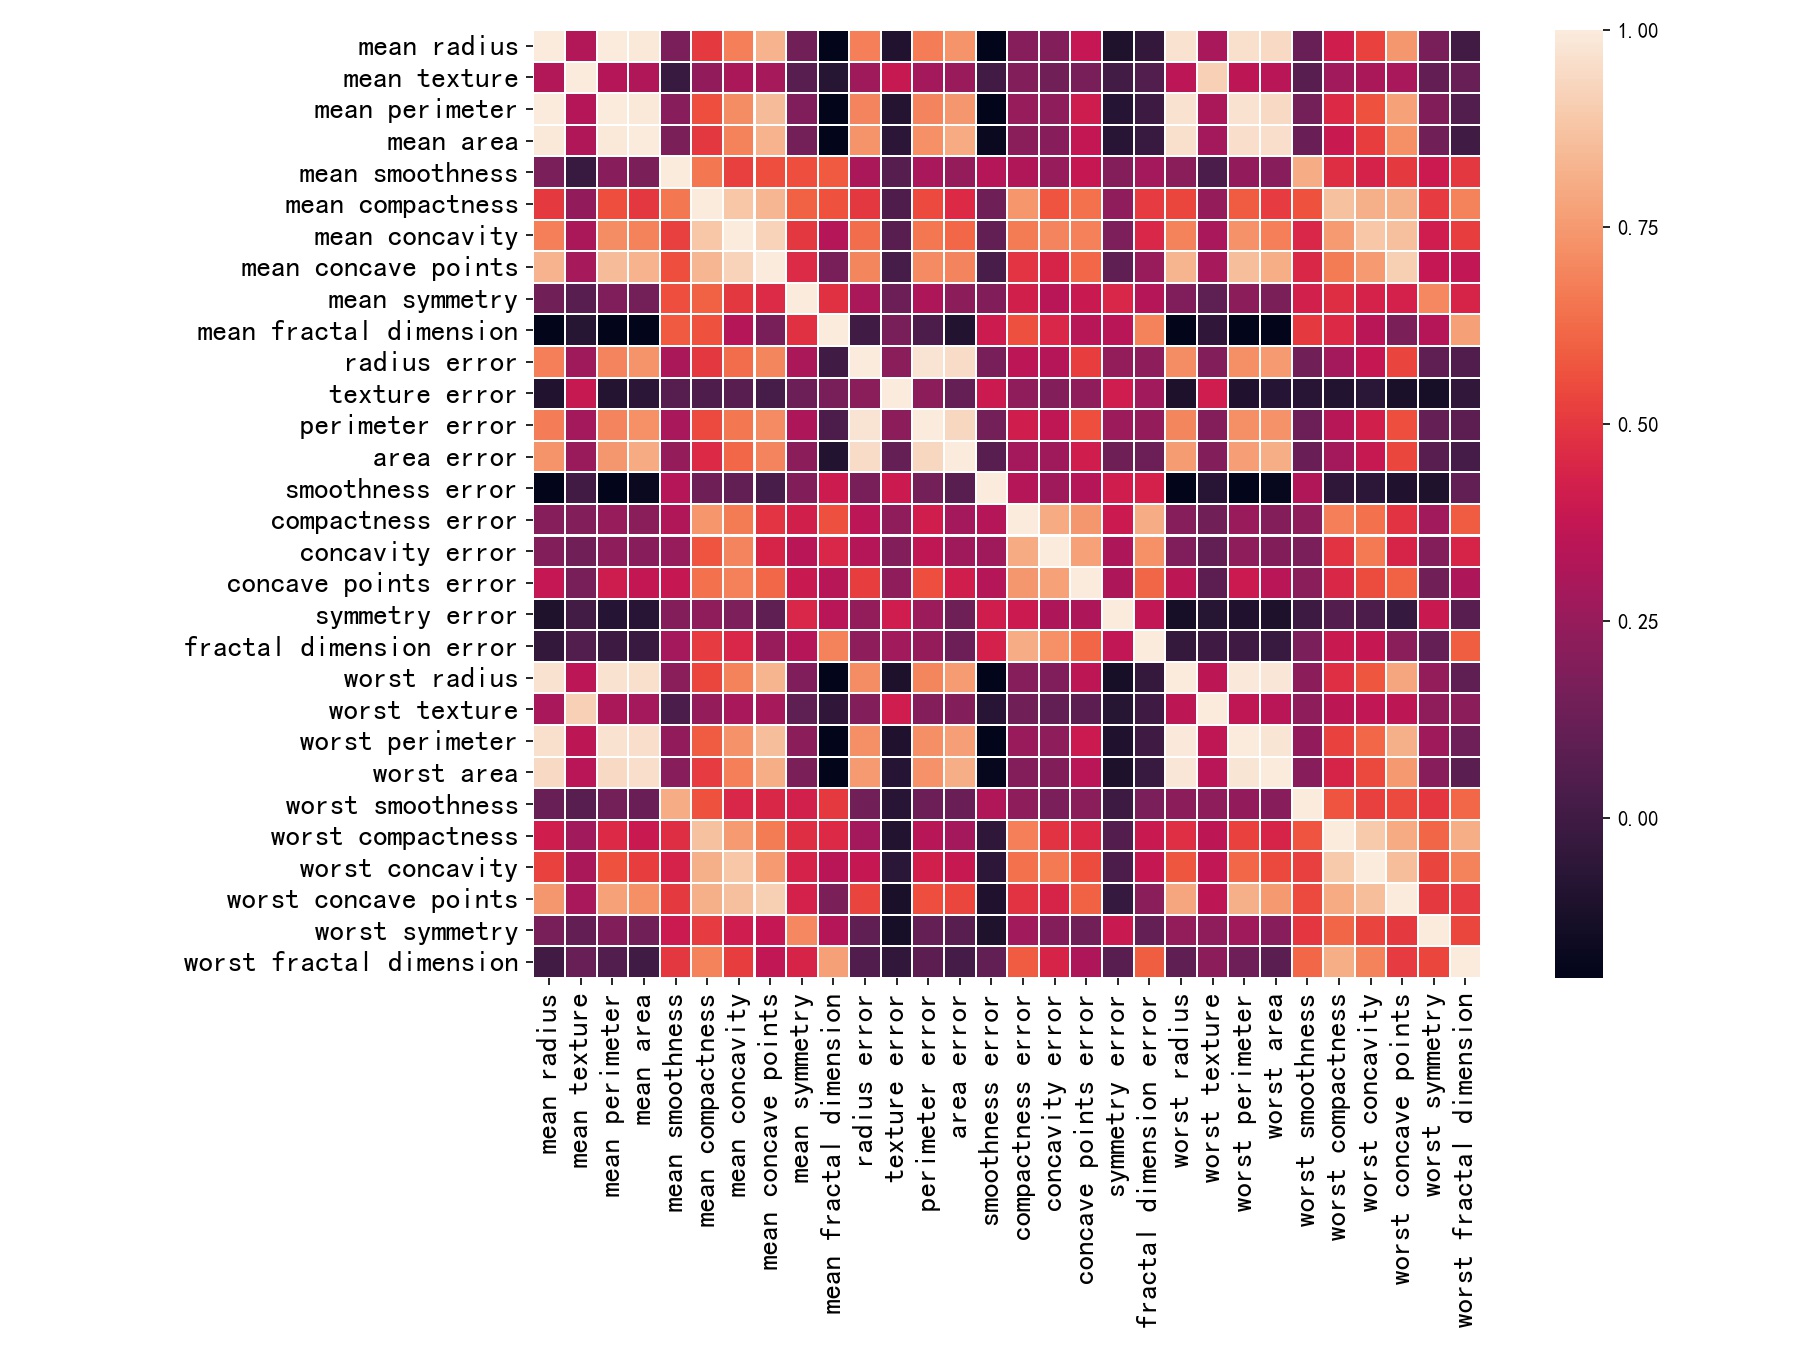 mean radius
mean texture
mean perimeter
mean area
mean smoothness
mean compactness
mean concavity
mean concave points
mean symmetry
mean fractal dimension
radius error
texture error
perimeter error
area error
smoothness error
compactness error
concavity error
concave points error
symmetry error
fractal dimension error
worst radius
worst texture
worst perimeter
worst area
worst smoothness
worst compactness
worst concavity
worst concave points
worst symmetry
worst fractal dimension
mean radius
mean texture
mean perimeter
mean area
mean smoothness
mean compactness
mean concavity
mean concave points
mean symmetry
mean fractal dimension
radius error
texture error
perimeter error
area error
smoothness error
compactness error
concavity error
concave points error
symmetry error
fractal dimension error
worst radius
worst texture
worst perimeter
worst area
worst smoothness
worst compactness
worst concavity
worst concave points
worst symmetry
worst fractal dimension
1.00
0.75
0.50
0.25
0.00